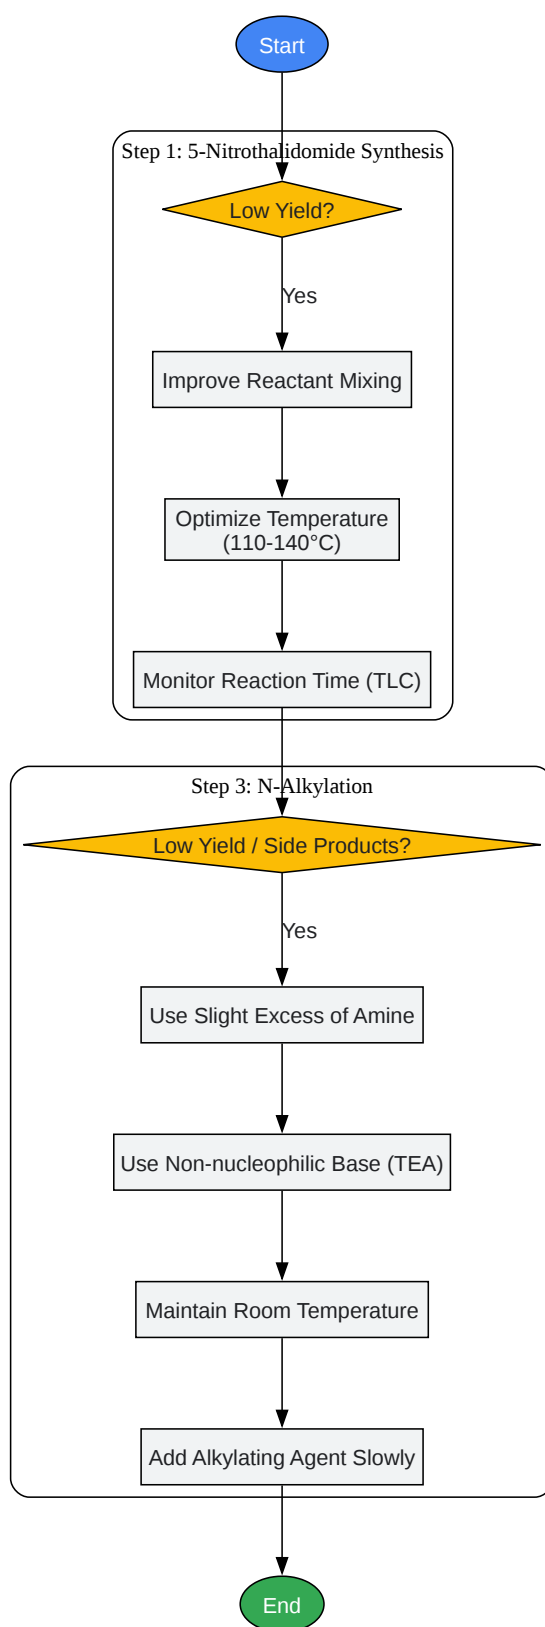 Start
Step 1: 5-Nitrothalidomide Synthesis
Low Yield?
Yes
Improve Reactant Mixing
Optimize Temperature
(110-140°C)
Monitor Reaction Time (TLC)
Step 3: N-Alkylation
Low Yield / Side Products?
Yes
Use Slight Excess of Amine
Use Non-nucleophilic Base (TEA)
Maintain Room Temperature
Add Alkylating Agent Slowly
End